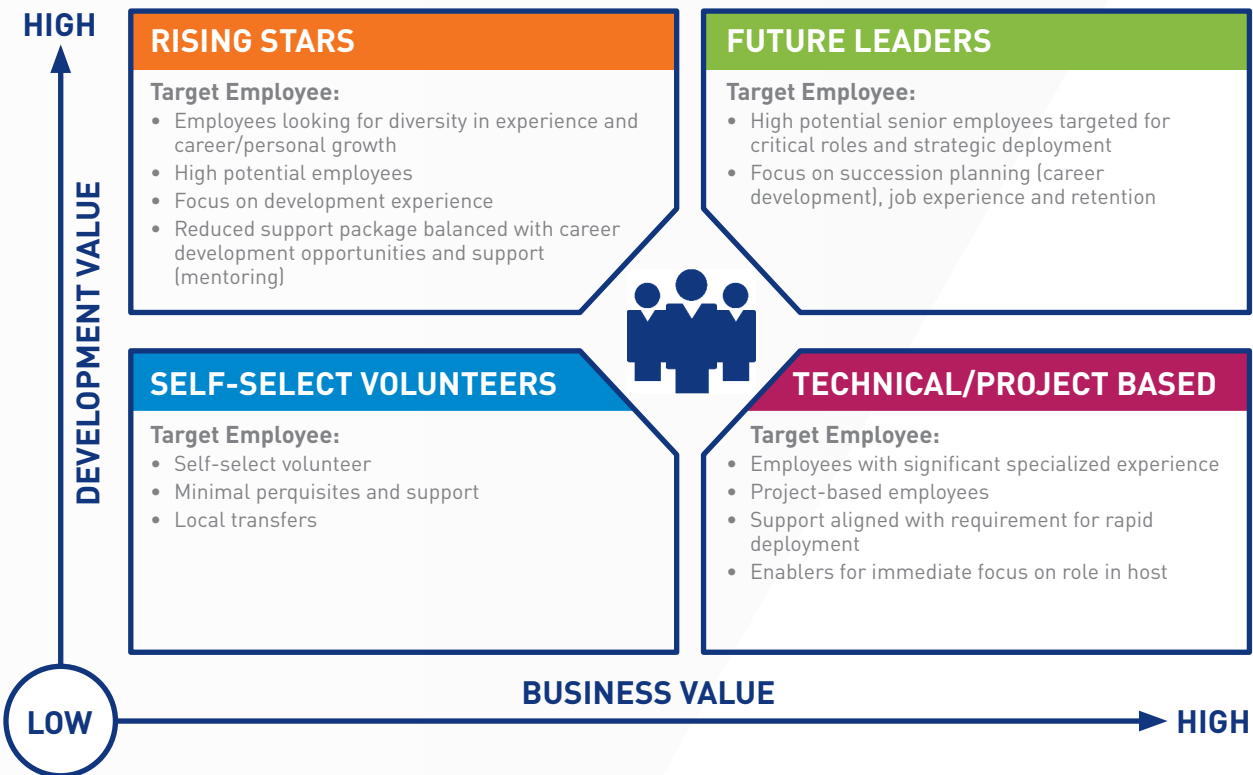 HIGH
DEVELOPMENT VALUE
RISING STARS
Target Employee:
• Employees looking for diversity in experience and
career/personal growth
• High potential employees
• Focus on development experience
• Reduced support package balanced with career
development opportunities and support
(mentoring)
FUTURE LEADERS
Target Employee:
• High potential senior employees targeted for
critical roles and strategic deployment
• Focus on succession planning (career
development), job experience and retention
SELF-SELECT VOLUNTEERS
Target Employee:
• Self-select volunteer
• Minimal perquisites and support
• Local transfers
TECHNICAL/PROJECT BASED
Target Employee:
• Employees with significant specialized experience
• Project-based employees
• Support aligned with requirement for rapid
deployment
• Enablers for immediate focus on role in host
LOW
BUSINESS VALUE
HIGH